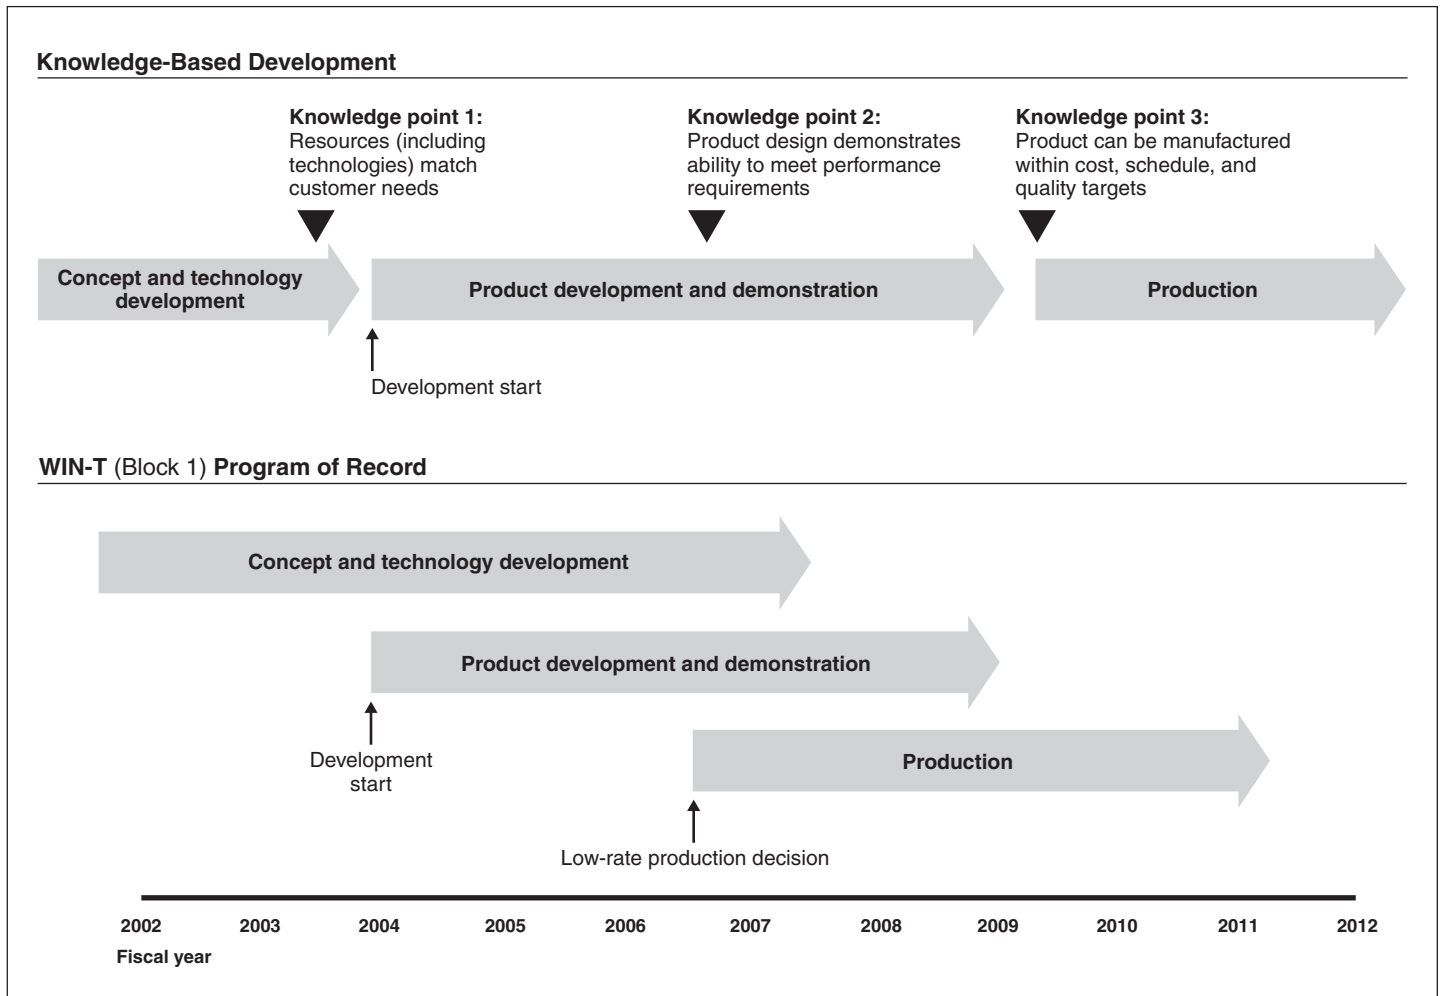 Knowledge-Based Development
Knowledge point 1:
Resources (including
technologies) match
customer needs
Knowledge point 2:
Product design demonstrates
ability to meet performance
requirements
Knowledge point 3:
Product can be manufactured
within cost, schedule, and
quality targets
Concept and technology
development
Product development and demonstration
Production
Development start
WIN-T (Block 1) Program of Record
Concept and technology development
Product development and demonstration
Development
start
Production
Low-rate production decision
2002 2003 2004 2005 2006 2007 2008 2009 2010 2011 2012
Fiscal year